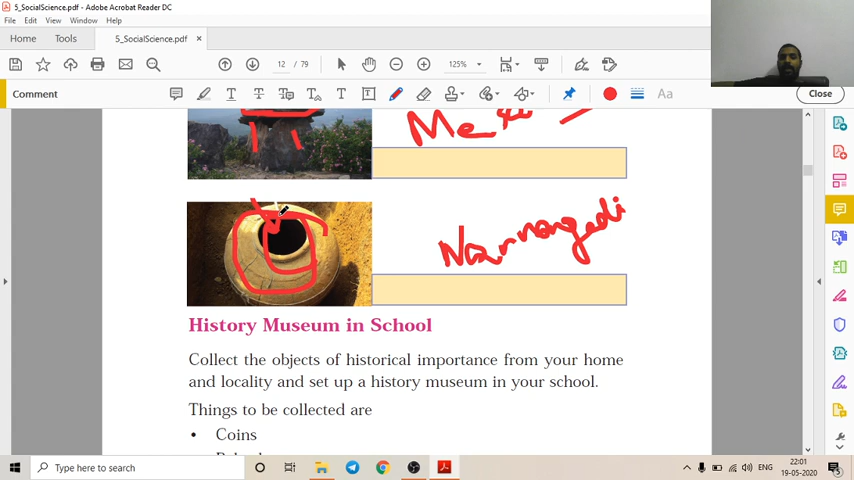 5_SocialScience.pdf - Adobe Acrobat Reader DC
File Edit View Window Help
Home Tools 5_SocialScience.pdf ×
12 / 79 125%
Comment Aa Close
Nannangadi
History Museum in School
Collect the objects of historical importance from your home
and locality and set up a history museum in your school.
Things to be collected are
• Coins
Type here to search
ENG 22:01
19-05-2020 5